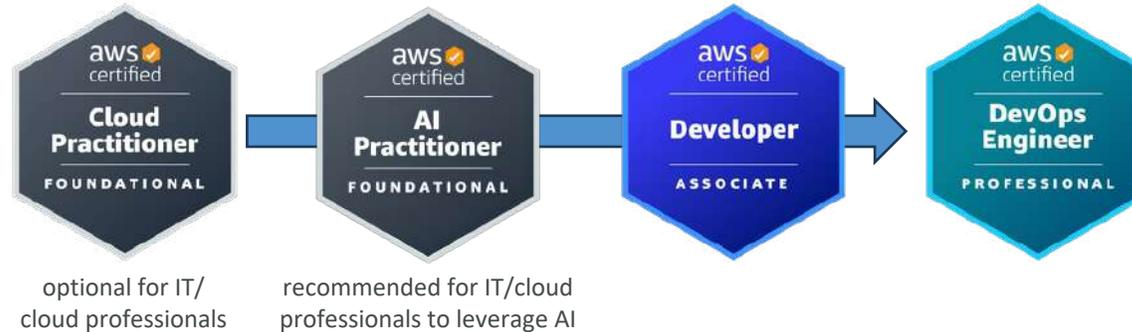 aws
certified
Cloud
Practitioner
FOUNDATIONAL
aws
certified
AI
Practitioner
FOUNDATIONAL
aws
certified
Developer
ASSOCIATE
aws
certified
DevOps
Engineer
PROFESSIONAL
optional for IT/
cloud professionals
recommended for IT/cloud
professionals to leverage AI